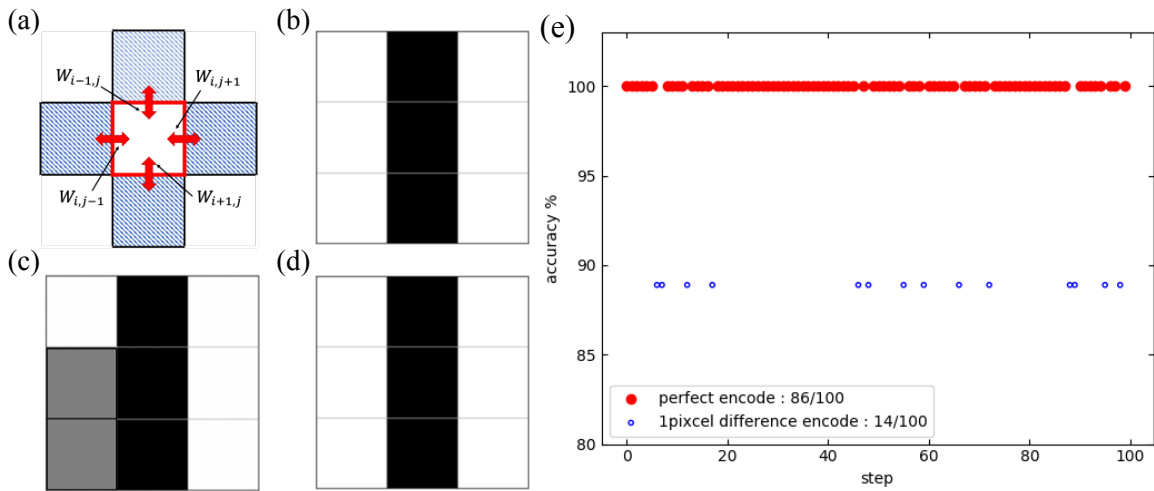 (a)
W_{i-1,j}
W_{i,j+1}
W_{i,j-1}
W_{i+1,j}
(b)
(c)
(d)
(e)
accuracy %
100
95
90
85
80
perfect encode : 86/100
1pixcel difference encode : 14/100
0 20 40 60 80 100
step